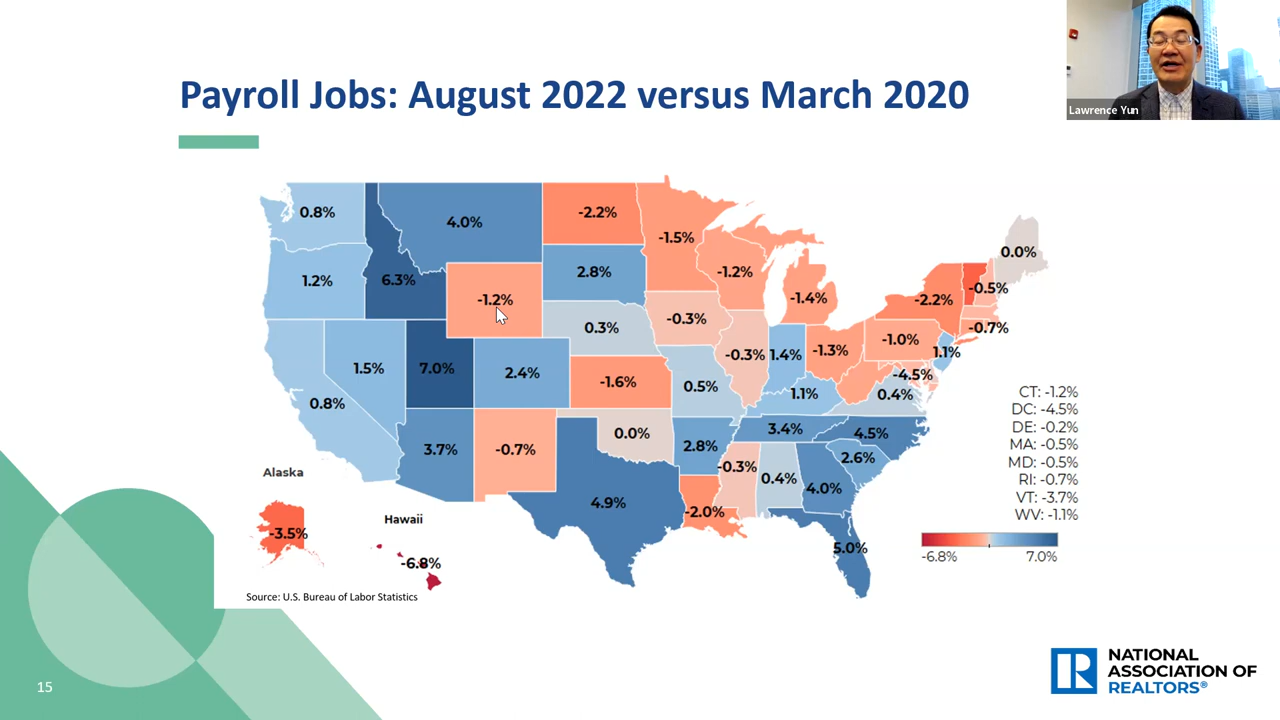 Payroll Jobs: August 2022 versus March 2020
Lawrence Yun
0.8%
4.0%
-2.2%
-1.5%
0.0%
1.2%
6.3%
-1.2%
2.8%
-1.2%
-1.4%
-2.2%
-0.5%
0.3%
-0.3%
-0.7%
1.5%
7.0%
2.4%
-1.6%
0.5%
-0.3%
1.4%
-1.3%
-1.0%
1.1%
-4.5%
0.8%
1.1%
0.4%
3.7%
-0.7%
0.0%
2.8%
3.4%
4.5%
2.6%
-0.3%
0.4%
4.0%
4.9%
-2.0%
5.0%
CT: -1.2%
DC: -4.5%
DE: -0.2%
MA: -0.5%
MD: -0.5%
RI: -0.7%
VT: -3.7%
WV: -1.1%
-6.8% 7.0%
Alaska
-3.5%
Hawaii
-6.8%
Source: U.S. Bureau of Labor Statistics
15
NATIONAL
ASSOCIATION OF
REALTORS®